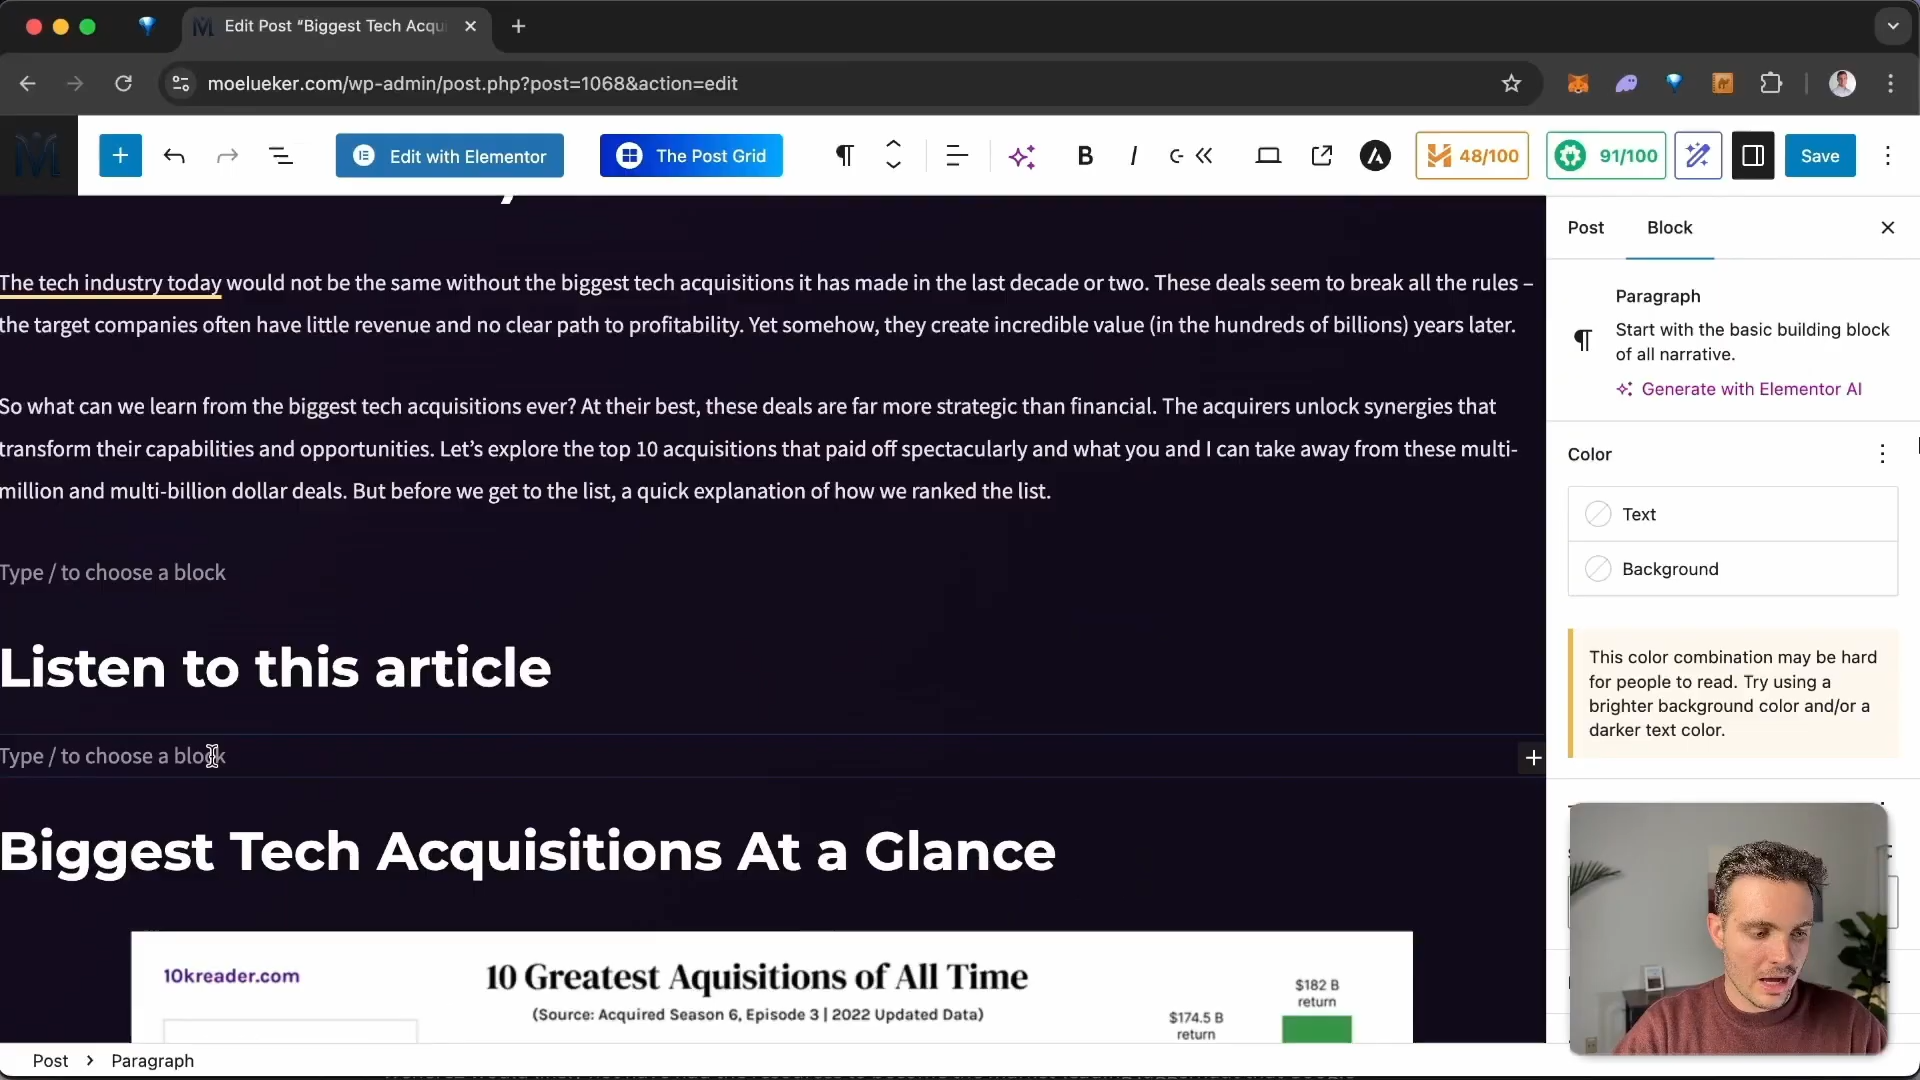 Edit Post “Biggest Tech Acqu
moelueker.com/wp-admin/post.php?post=1068&action=edit
Edit with Elementor
The Post Grid
B
I
48/100
91/100
Save
The tech industry today would not be the same without the biggest tech acquisitions it has made in the last decade or two. These deals seem to break all the rules –
the target companies often have little revenue and no clear path to profitability. Yet somehow, they create incredible value (in the hundreds of billions) years later.
So what can we learn from the biggest tech acquisitions ever? At their best, these deals are far more strategic than financial. The acquirers unlock synergies that
transform their capabilities and opportunities. Let’s explore the top 10 acquisitions that paid off spectacularly and what you and I can take away from these multi-
million and multi-billion dollar deals. But before we get to the list, a quick explanation of how we ranked the list.
Type / to choose a block
Listen to this article
Type / to choose a block
Biggest Tech Acquisitions At a Glance
10kreader.com
10 Greatest Aquisitions of All Time
(Source: Acquired Season 6, Episode 3 | 2022 Updated Data)
$182 B
return
$174.5 B
return
Post
Block
Paragraph
Start with the basic building block
of all narrative.
Generate with Elementor AI
Color
Text
Background
This color combination may be hard
for people to read. Try using a
brighter background color and/or a
darker text color.
Post > Paragraph